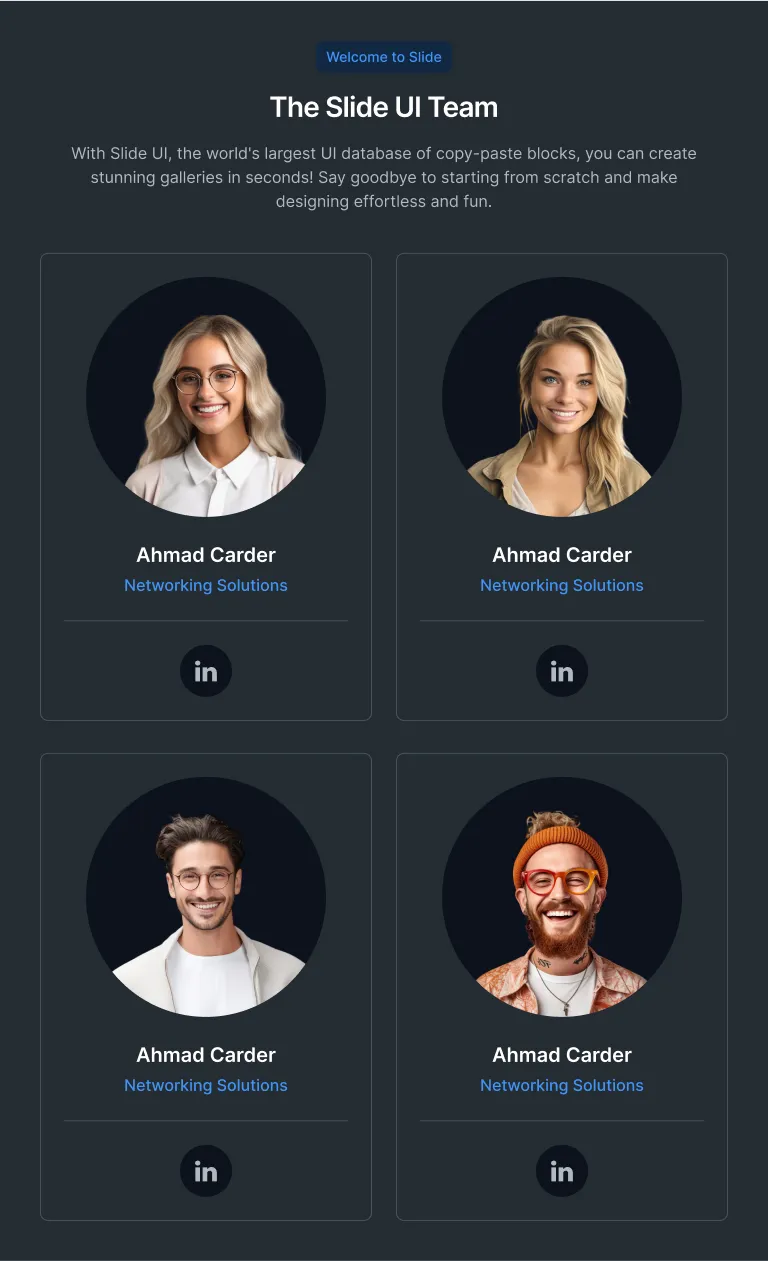 Welcome to Slide
The Slide UI Team
With Slide UI, the world's largest UI database of copy-paste blocks, you can create
stunning galleries in seconds! Say goodbye to starting from scratch and make
designing effortless and fun.
Ahmad Carder
Networking Solutions
in
Ahmad Carder
Networking Solutions
in
Ahmad Carder
Networking Solutions
in
Ahmad Carder
Networking Solutions
in